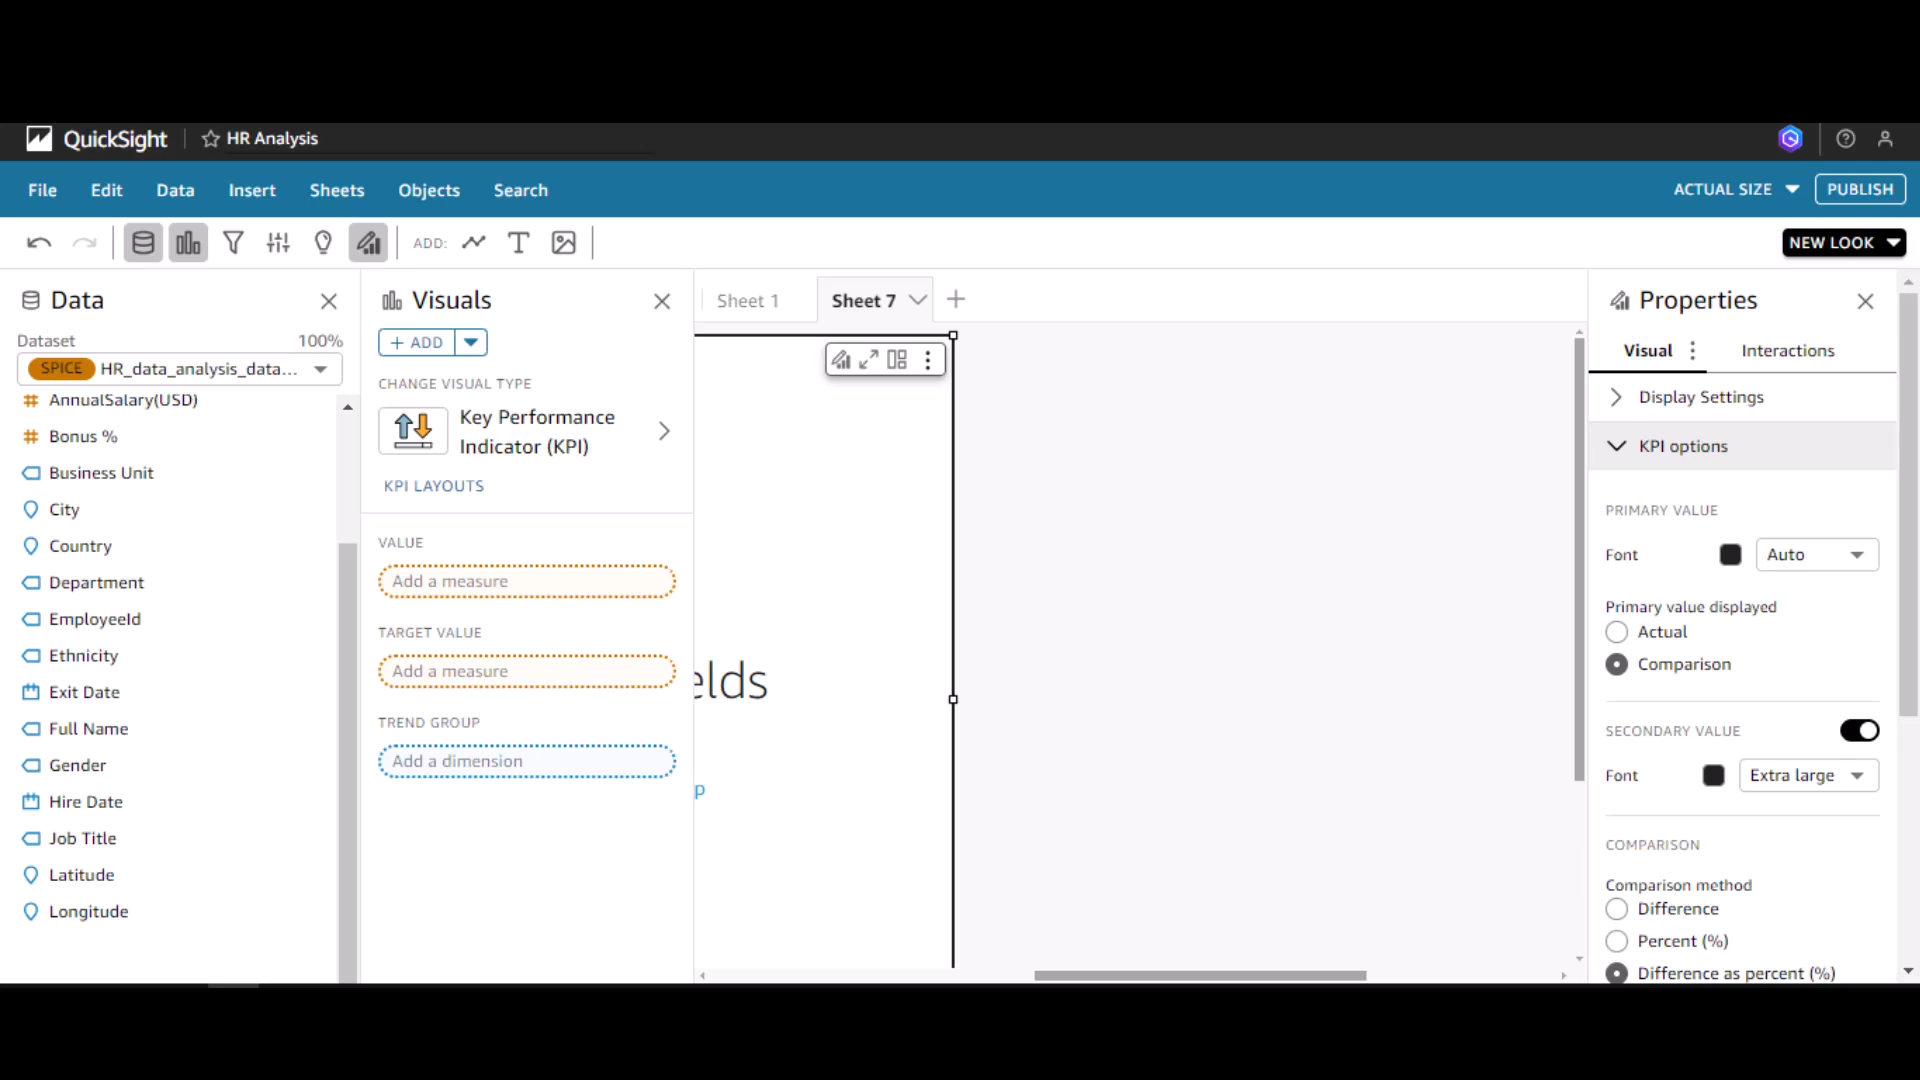 QuickSight
HR Analysis
File
Edit
Data
Insert
Sheets
Objects
Search
ACTUAL SIZE
PUBLISH
ADD:
NEW LOOK
Data
Dataset
100%
SPICE
HR_data_analysis_data...
AnnualSalary(USD)
Bonus %
Business Unit
City
Country
Department
EmployeeId
Ethnicity
Exit Date
Full Name
Gender
Hire Date
Job Title
Latitude
Longitude
Visuals
+ ADD
CHANGE VISUAL TYPE
Key Performance
Indicator (KPI)
KPI LAYOUTS
VALUE
Add a measure
TARGET VALUE
Add a measure
TREND GROUP
Add a dimension
Sheet 1
Sheet 7
elds
p
Properties
Visual
Interactions
Display Settings
KPI options
PRIMARY VALUE
Font
Auto
Primary value displayed
Actual
Comparison
SECONDARY VALUE
Font
Extra large
COMPARISON
Comparison method
Difference
Percent (%)
Difference as percent (%)